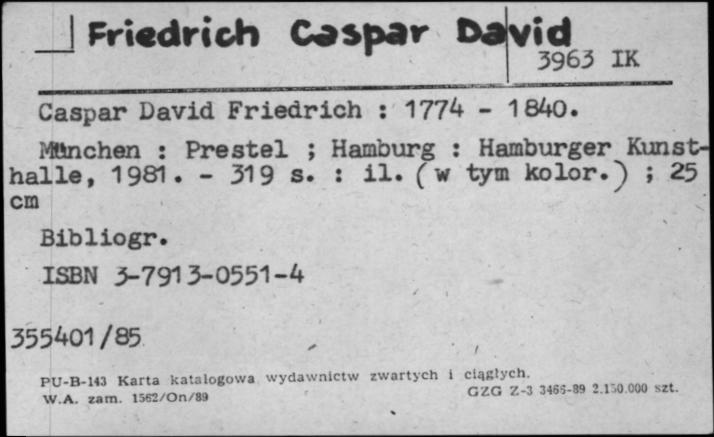 Friedrich Caspar David
3963 IK
Caspar David Friedrich : 1774 - 1840.
München : Prestel ; Hamburg : Hamburger Kunst-
halle, 1981. - 319 s. : il. (w tym kolor.) ; 25
cm
Bibliogr.
ISBN 3-7913-0551-4
355401/85
PU-B-143 Karta katalogowa wydawnictw zwartych i ciągłych.
W.A. zam. 1562/On/89
GZG Z-3 3466-89 2.150.000 szt.